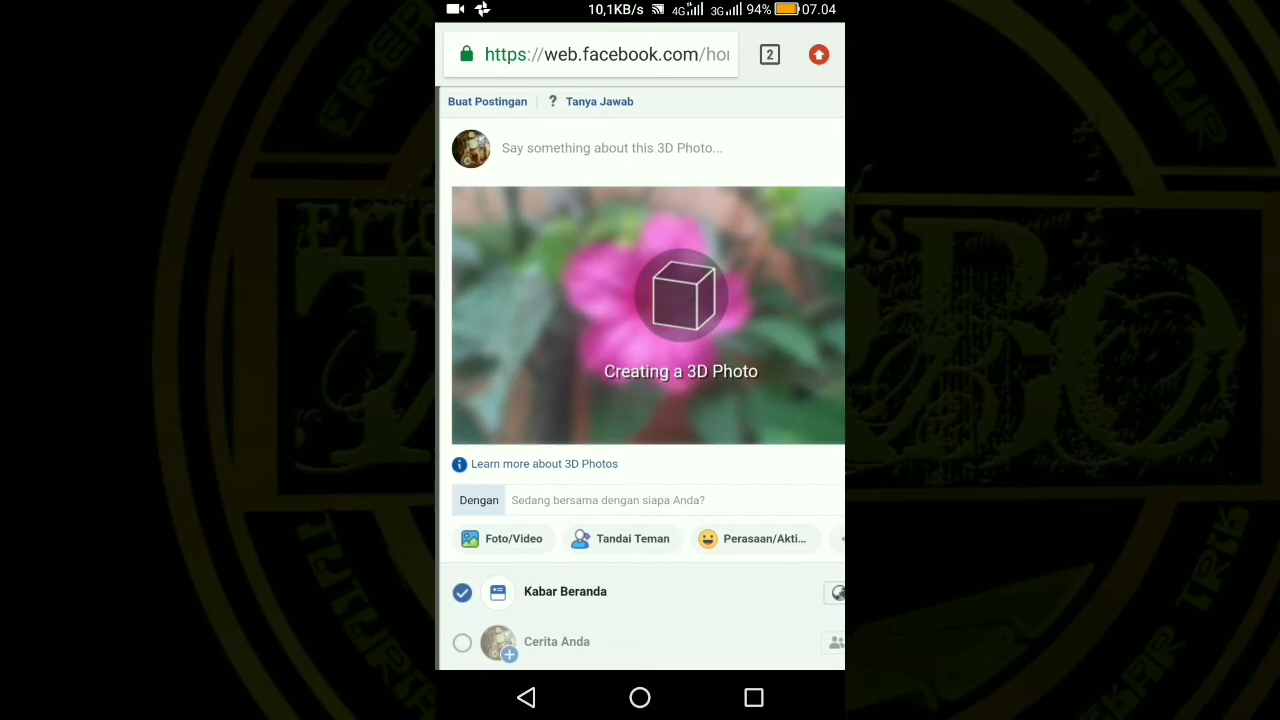 10,1KB/s 4G 3G 94% 07.04
https://web.facebook.com/ho
2
Buat Postingan ? Tanya Jawab
Say something about this 3D Photo...
Creating a 3D Photo
Learn more about 3D Photos
Dengan Sedang bersama dengan siapa Anda?
Foto/Video Tandai Teman Perasaan/Akti...
Kabar Beranda
Cerita Anda